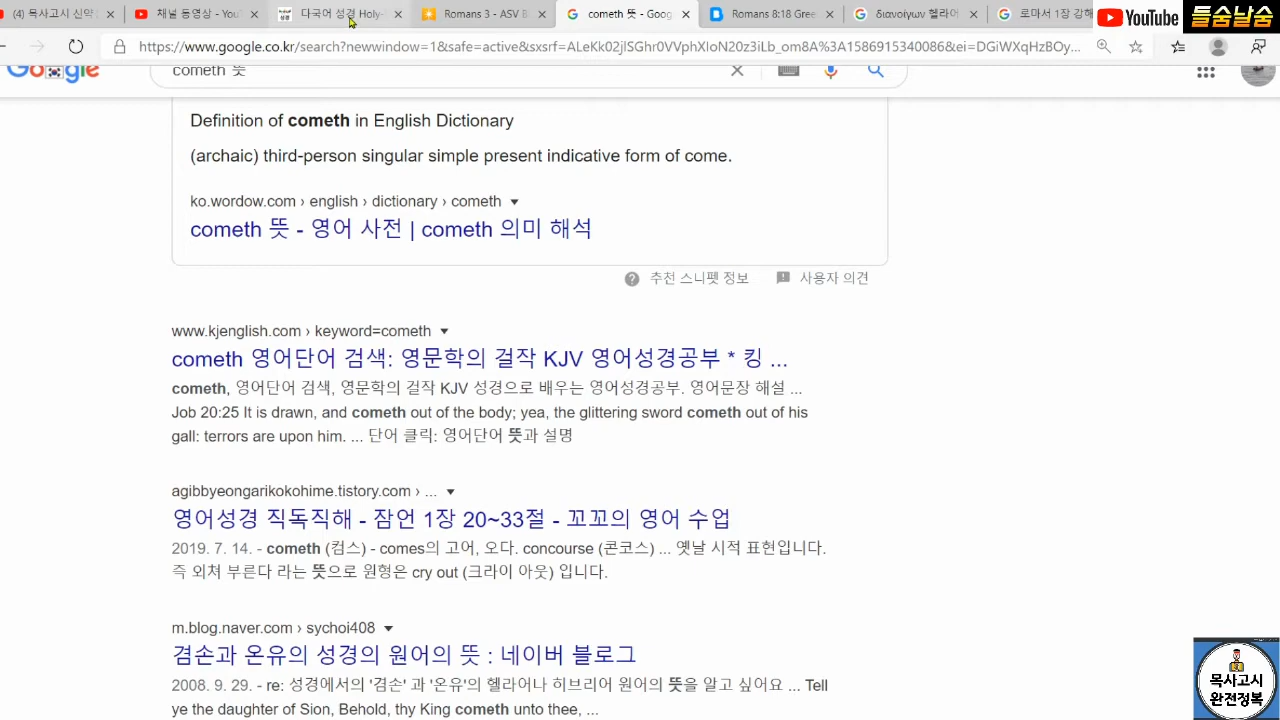 (4) 목사고시 신약
채널 동영상 - You
다국어 성경 Holy-
Romans 3
cometh 뜻 - Goog
Romans 8:18 Gree
διανοίγων 헬라어
로마서 1장 강해
YouTube
들숨날숨
https://www.google.co.kr/search?newwindow=1&safe=active&sxsrf=ALeKk02jlSGhr0VVphXIoN20z3iLb_om8A%3A1586915340086&ei=DGiWXqHzBOy...
Google
cometh 뜻
Definition of cometh in English Dictionary
(archaic) third-person singular simple present indicative form of come.
ko.wordow.com › english › dictionary › cometh
cometh 뜻 - 영어 사전 | cometh 의미 해석
추천 스니펫 정보
사용자 의견
www.kjenglish.com › keyword=cometh
cometh 영어단어 검색: 영문학의 걸작 KJV 영어성경공부 * 킹 ...
cometh, 영어단어 검색, 영문학의 걸작 KJV 성경으로 배우는 영어성경공부. 영어문장 해설 ...
Job 20:25 It is drawn, and cometh out of the body; yea, the glittering sword cometh out of his
gall: terrors are upon him. ... 단어 클릭: 영어단어 뜻과 설명
agibbyeongarikokohime.tistory.com › ...
영어성경 직독직해 - 잠언 1장 20~33절 - 꼬꼬의 영어 수업
2019. 7. 14. - cometh (컴스) - comes의 고어, 오다. concourse (콘코스) ... 옛날 시적 표현입니다.
즉 외쳐 부른다 라는 뜻으로 원형은 cry out (크라이 아웃) 입니다.
m.blog.naver.com › sychoi408
겸손과 온유의 성경의 원어의 뜻 : 네이버 블로그
2008. 9. 29. - re: 성경에서의 '겸손' 과 '온유'의 헬라어나 히브리어 원어의 뜻을 알고 싶어요 ... Tell
ye the daughter of Sion, Behold, thy King cometh unto thee, ...
목사고시
완전정복